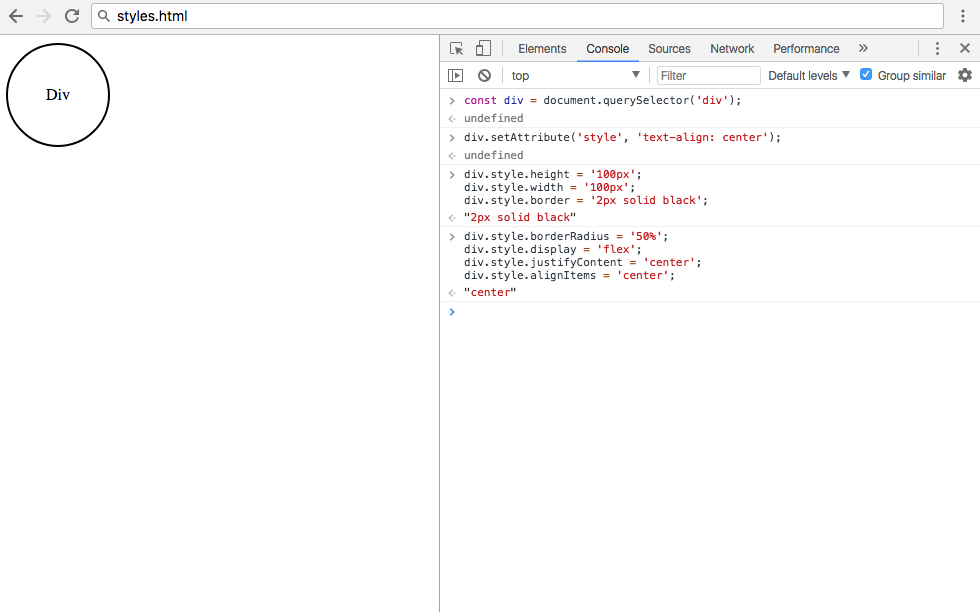 styles.html
Div
Elements Console Sources Network Performance »
top Filter Default levels Group similar
> const div = document.querySelector('div');
undefined
> div.setAttribute('style', 'text-align: center');
undefined
> div.style.height = '100px';
div.style.width = '100px';
div.style.border = '2px solid black';
"2px solid black"
> div.style.borderRadius = '50%';
div.style.display = 'flex';
div.style.justifyContent = 'center';
div.style.alignItems = 'center';
"center"
>